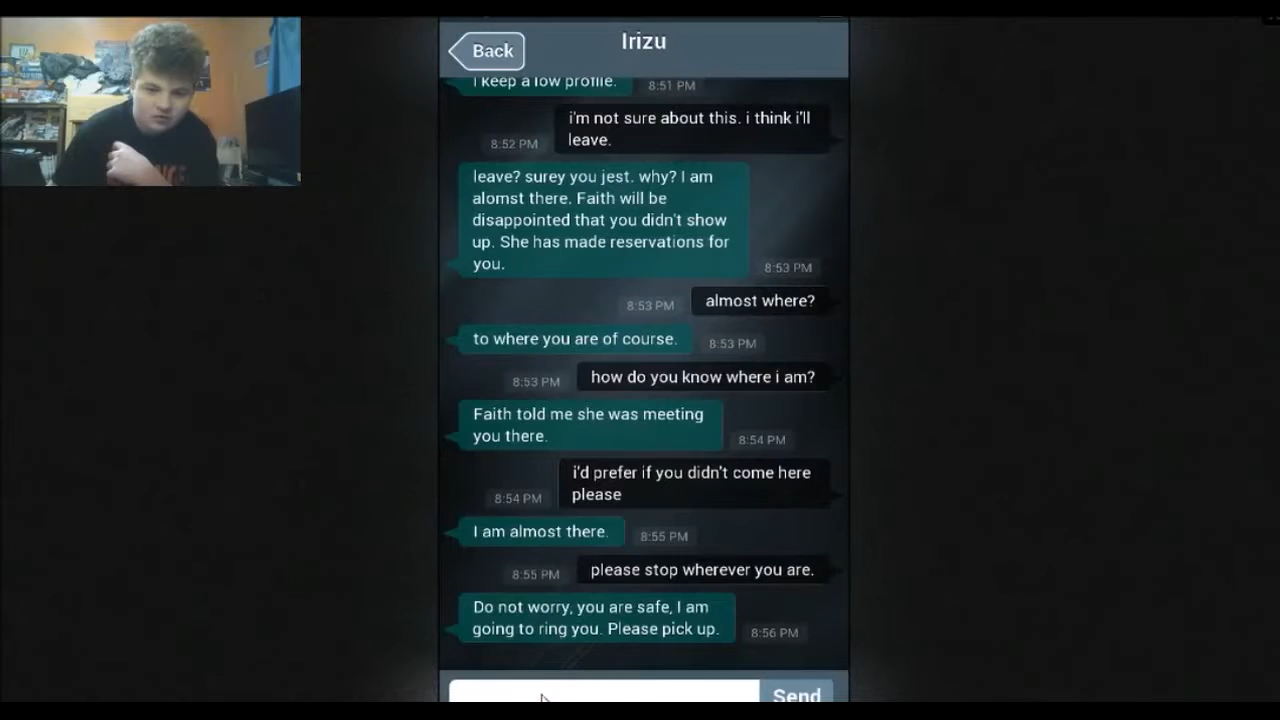 Back
Irizu
I keep a low profile.
8:51 PM
i'm not sure about this. i think i'll
leave.
8:52 PM
leave? surey you jest. why? I am
alomst there. Faith will be
disappointed that you didn't show
up. She has made reservations for
you.
8:53 PM
almost where?
8:53 PM
to where you are of course.
8:53 PM
how do you know where i am?
8:53 PM
Faith told me she was meeting
you there.
8:54 PM
i'd prefer if you didn't come here
please
8:54 PM
I am almost there.
8:55 PM
please stop wherever you are.
8:55 PM
Do not worry, you are safe, I am
going to ring you. Please pick up.
8:56 PM
Send